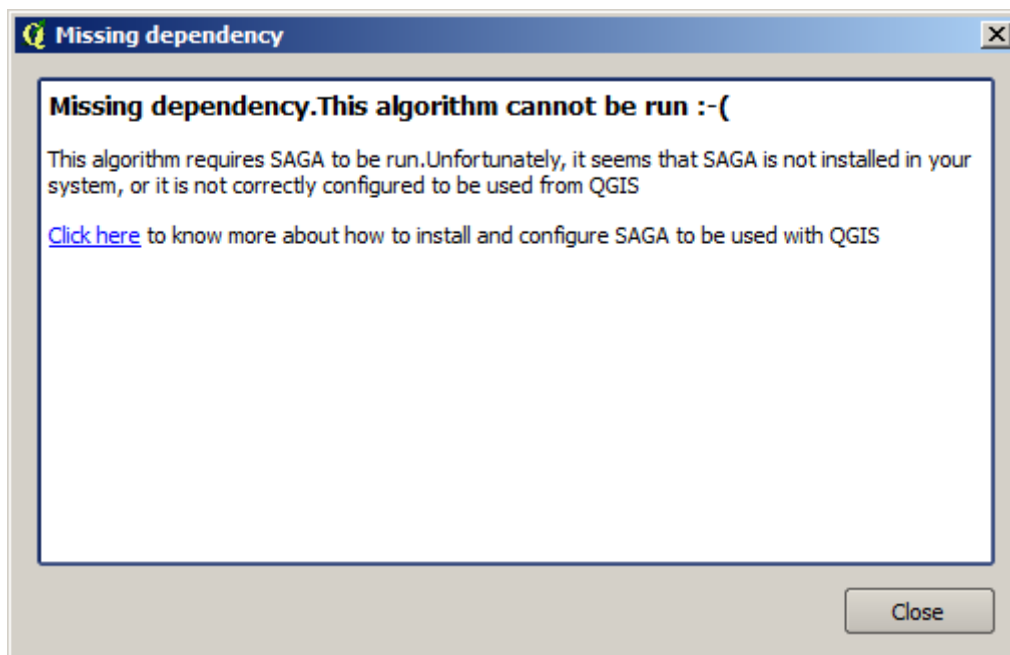 Missing dependency
Missing dependency.This algorithm cannot be run :-(
This algorithm requires SAGA to be run.Unfortunately, it seems that SAGA is not installed in your
system, or it is not correctly configured to be used from QGIS
Click here to know more about how to install and configure SAGA to be used with QGIS
Close